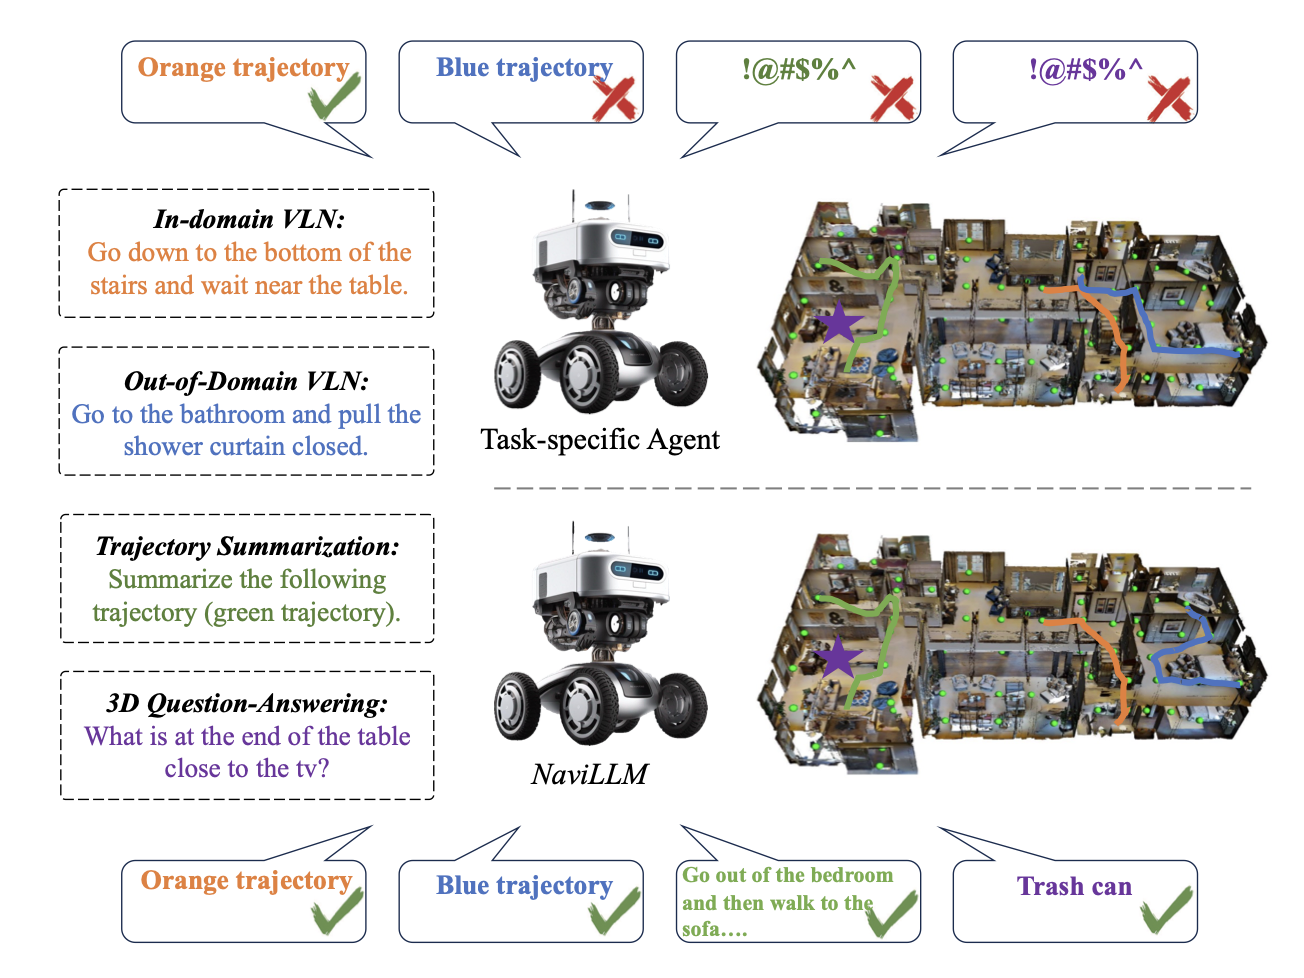 Orange trajectory
Blue trajectory
!@#$%^
!@#$%^
In-domain VLN:
Go down to the bottom of the
stairs and wait near the table.
Out-of-Domain VLN:
Go to the bathroom and pull the
shower curtain closed.
Task-specific Agent
Trajectory Summarization:
Summarize the following
trajectory (green trajectory).
3D Question-Answering:
What is at the end of the table
close to the tv?
NaviLLM
Orange trajectory
Blue trajectory
Go out of the bedroom
and then walk to the
sofa….
Trash can